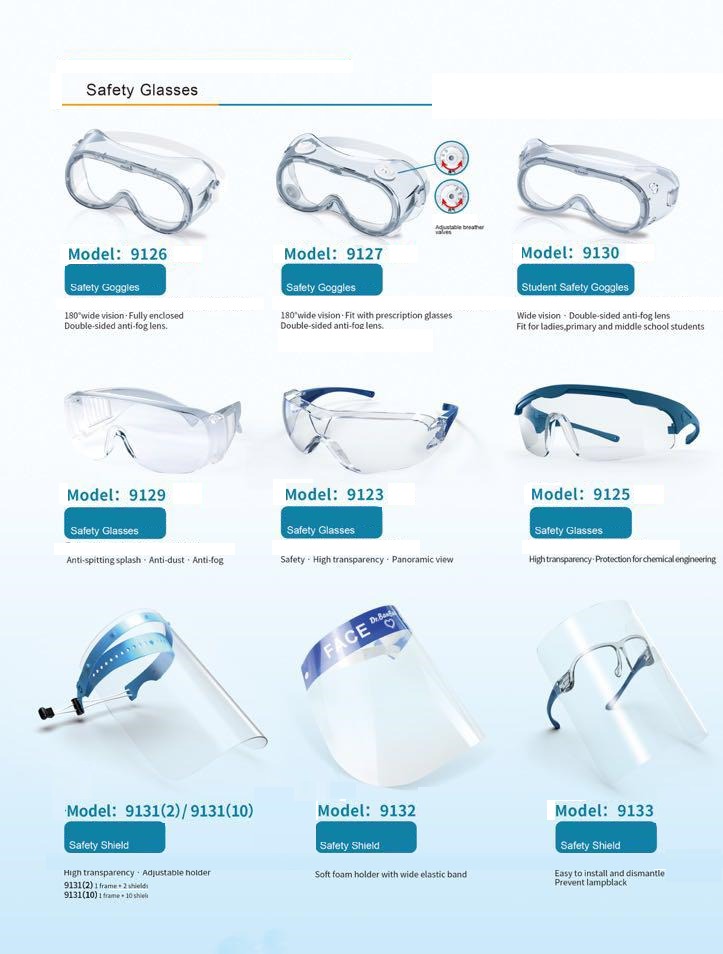 Safety Glasses
Adjustable breather
valves
Model: 9126
Model: 9127
Model: 9130
Safety Goggles
Safety Goggles
Student Safety Goggles
180°wide vision · Fully enclosed
Double-sided anti-fog lens.
180°wide vision · Fit with prescription glasses
Double-sided anti-fog lens.
Wide vision · Double-sided anti-fog lens
Fit for ladies,primary and middle school students
Model: 9129
Model: 9123
Model: 9125
Safety Glasses
Safety Glasses
Safety Glasses
Anti-spitting splash · Anti-dust · Anti-fog
Safety · High transparency · Panoramic view
High transparency · Protection for chemical engineering
FACE
Model: 9131(2)/ 9131(10)
Model: 9132
Model: 9133
Safety Shield
Safety Shield
Safety Shield
High transparency · Adjustable holder
9131(2) 1 frame + 2 shields
9131(10) 1 frame + 10 shiel
Soft foam holder with wide elastic band
Easy to install and dismantle
Prevent lampblack